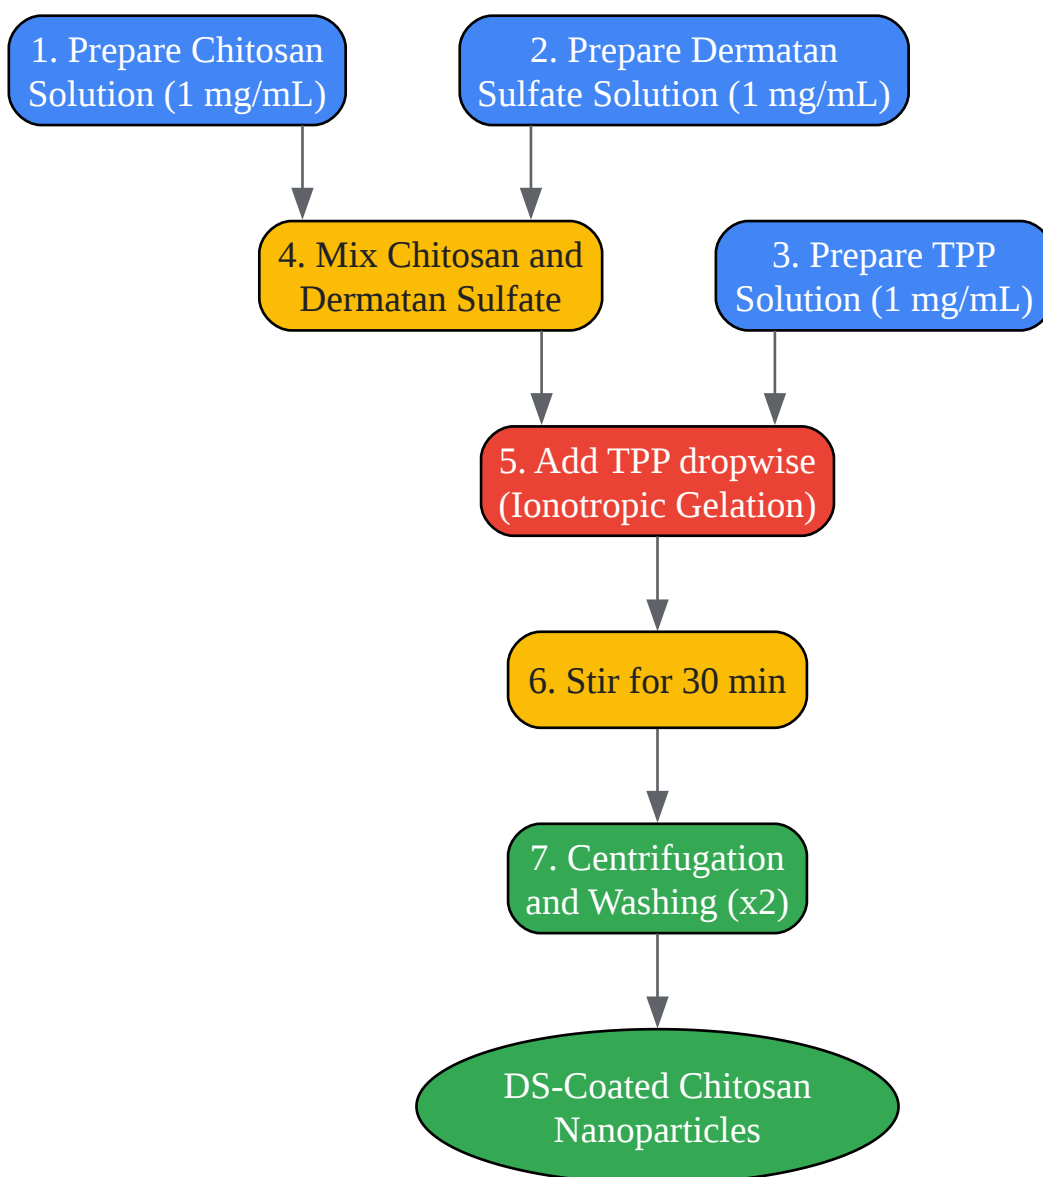 1. Prepare Chitosan
Solution (1 mg/mL)
2. Prepare Dermatan
Sulfate Solution (1 mg/mL)
4. Mix Chitosan and
Dermatan Sulfate
3. Prepare TPP
Solution (1 mg/mL)
5. Add TPP dropwise
(Ionotropic Gelation)
6. Stir for 30 min
7. Centrifugation
and Washing (x2)
DS-Coated Chitosan
Nanoparticles